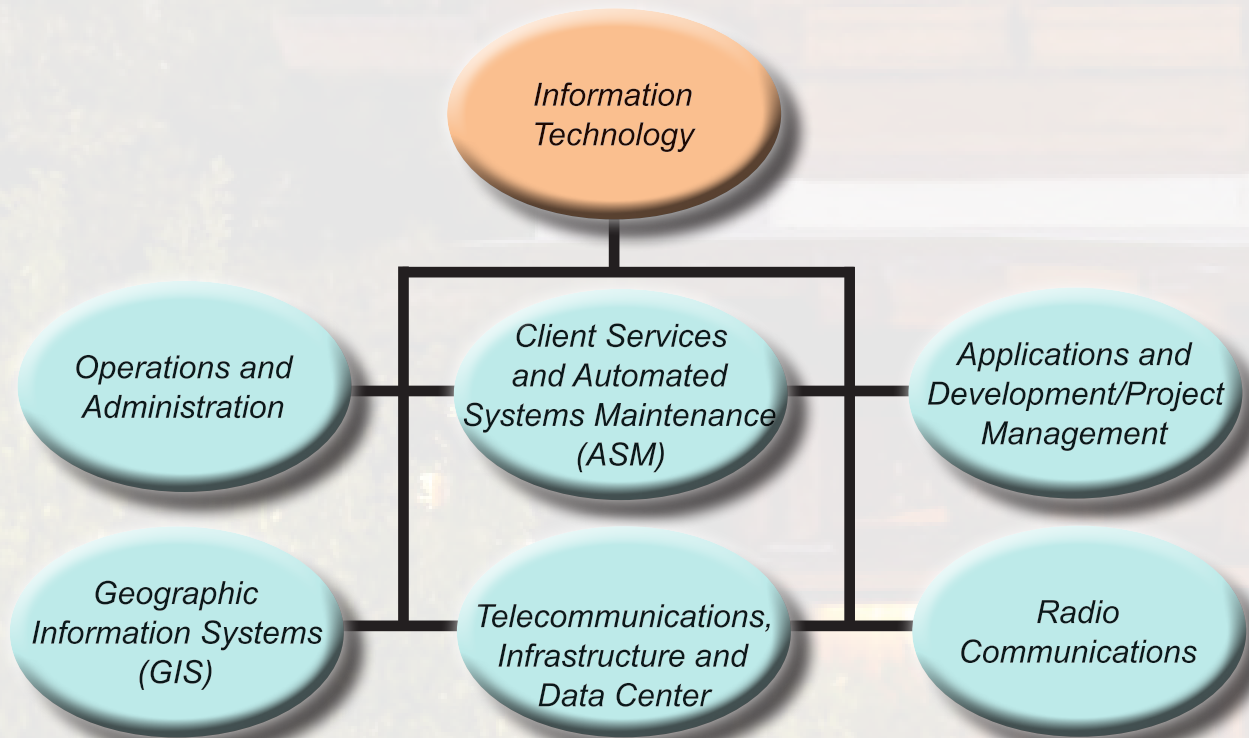 Information
Technology
Operations and
Administration
Client Services
and Automated
Systems Maintenance
(ASM)
Applications and
Development/Project
Management
Geographic
Information Systems
(GIS)
Telecommunications,
Infrastructure and
Data Center
Radio
Communications